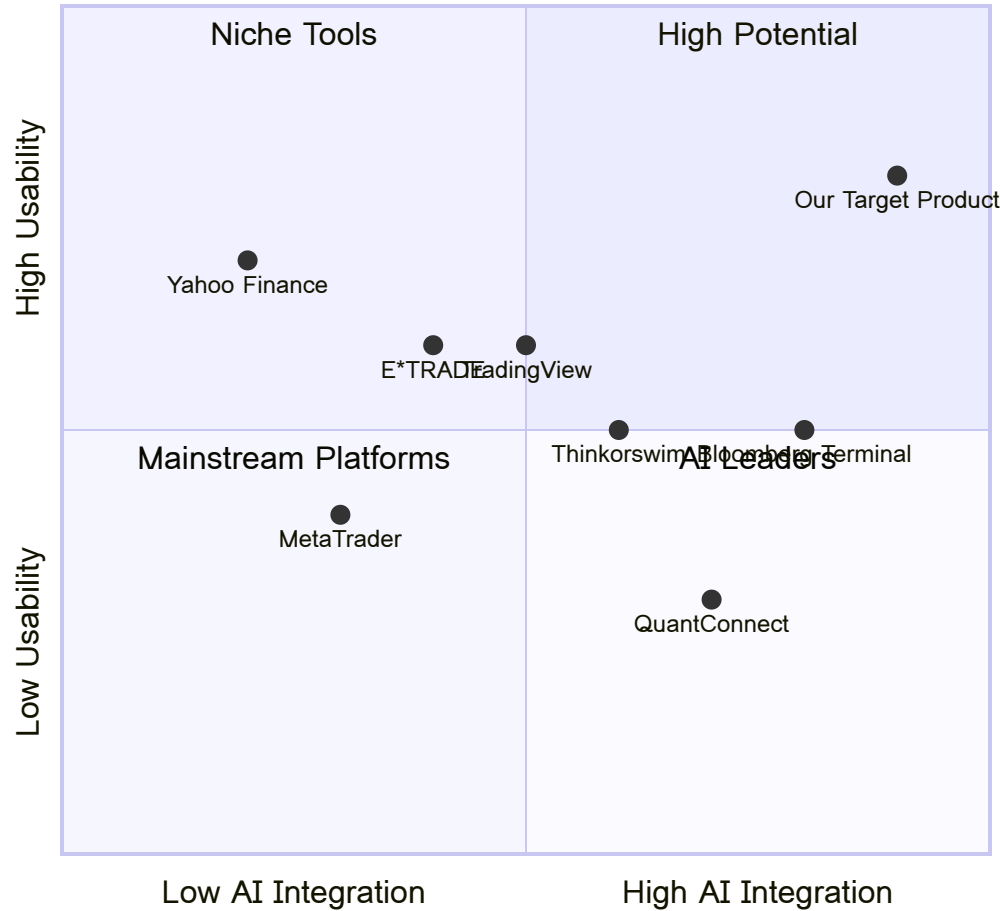 Niche Tools
High Potential
High Usability
Our Target Product
Yahoo Finance
E*TRADE
TradingView
Thinkorswim
Bloomberg Terminal
Mainstream Platforms
AI Leaders
MetaTrader
Low Usability
QuantConnect
Low AI Integration
High AI Integration